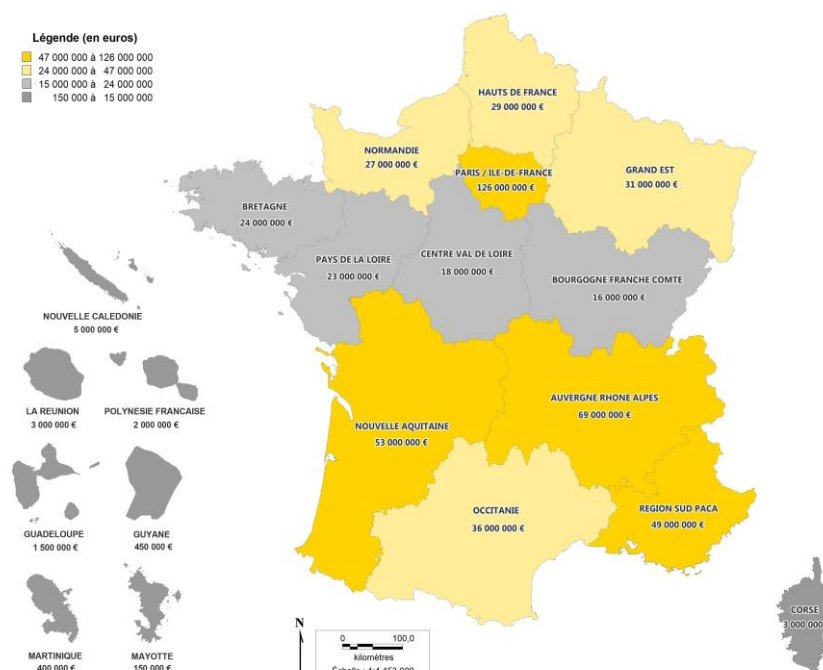 Légende (en euros)
47 000 000 à 126 000 000
24 000 000 à 47 000 000
15 000 000 à 24 000 000
150 000 à 15 000 000
HAUTS DE FRANCE
29 000 000 €
NORMANDIE
27 000 000 €
PARIS / ILE-DE-FRANCE
126 000 000 €
GRAND EST
31 000 000 €
BRETAGNE
24 000 000 €
PAYS DE LA LOIRE
23 000 000 €
CENTRE VAL DE LOIRE
18 000 000 €
BOURGOGNE FRANCHE COMTE
16 000 000 €
NOUVELLE CALEDONIE
5 000 000 €
LA REUNION
3 000 000 €
POLYNESIE FRANCAISE
2 000 000 €
AUVERGNE RHONE ALPES
69 000 000 €
NOUVELLE AQUITAINE
53 000 000 €
OCCITANIE
36 000 000 €
REGION SUD PACA
49 000 000 €
GUADELOUPE
1 500 000 €
GUYANE
450 000 €
CORSE
3 000 000
MARTINIQUE
400 000 €
MAYOTTE
150 000 €
N
0 100,0
kilomètres